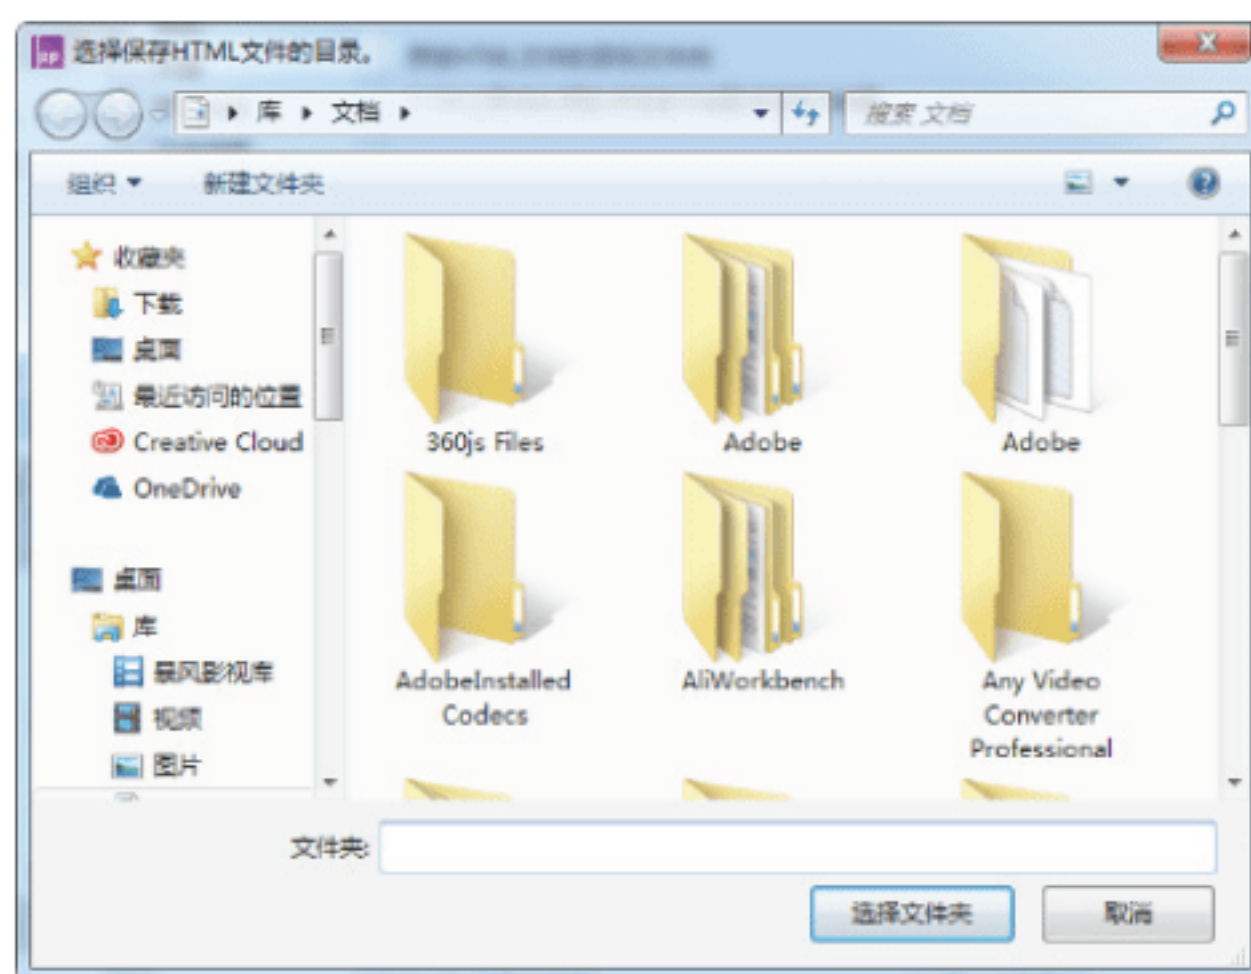 rp 选择保存HTML文件的目录。
库 文档
搜索 文档
组织 新建文件夹
收藏夹
下载
桌面
最近访问的位置
Creative Cloud
OneDrive
桌面
库
暴风影视库
视频
图片
360js Files
Adobe
Adobe
AdobeInstalled
Codecs
AliWorkbench
Any Video
Converter
Professional
文件夹:
选择文件夹
取消